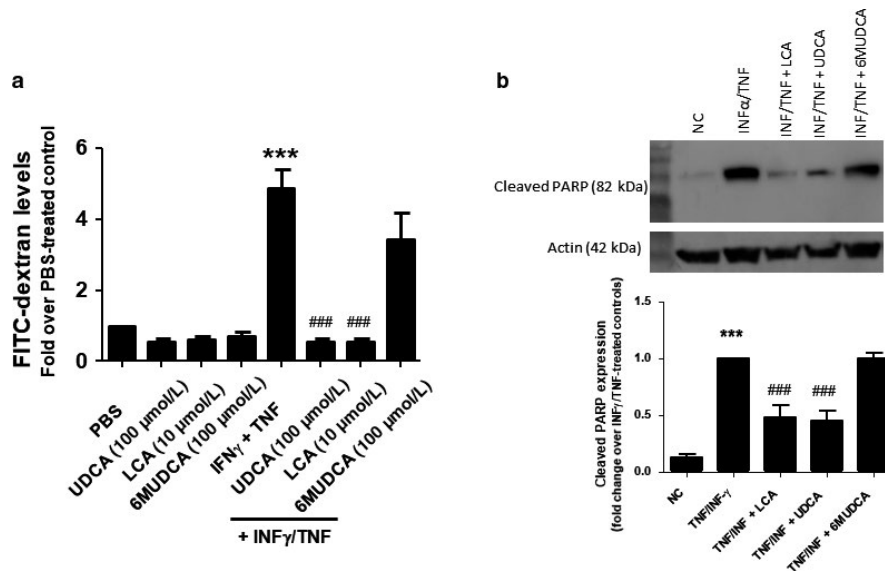 a
FITC-dextran levels
Fold over PBS-treated control
6
4
2
0
***
###
###
PBS
UDCA (100 µmol/L)
LCA (10 µmol/L)
6MUDCA (100 µmol/L)
IFNγ + TNF
UDCA (100 µmol/L)
LCA (10 µmol/L)
6MUDCA (100 µmol/L)
+ INFγ/TNF
b
NC
INFα/TNF
INF/TNF + LCA
INF/TNF + UDCA
INF/TNF + 6MUDCA
Cleaved PARP (82 kDa)
Actin (42 kDa)
Cleaved PARP expression
(fold change over INFγ/TNF-treated controls)
1.5
1.0
0.5
0.0
***
###
###
NC
TNF/INF-γ
TNF/INF + LCA
TNF/INF + UDCA
TNF/INF + 6MUDCA